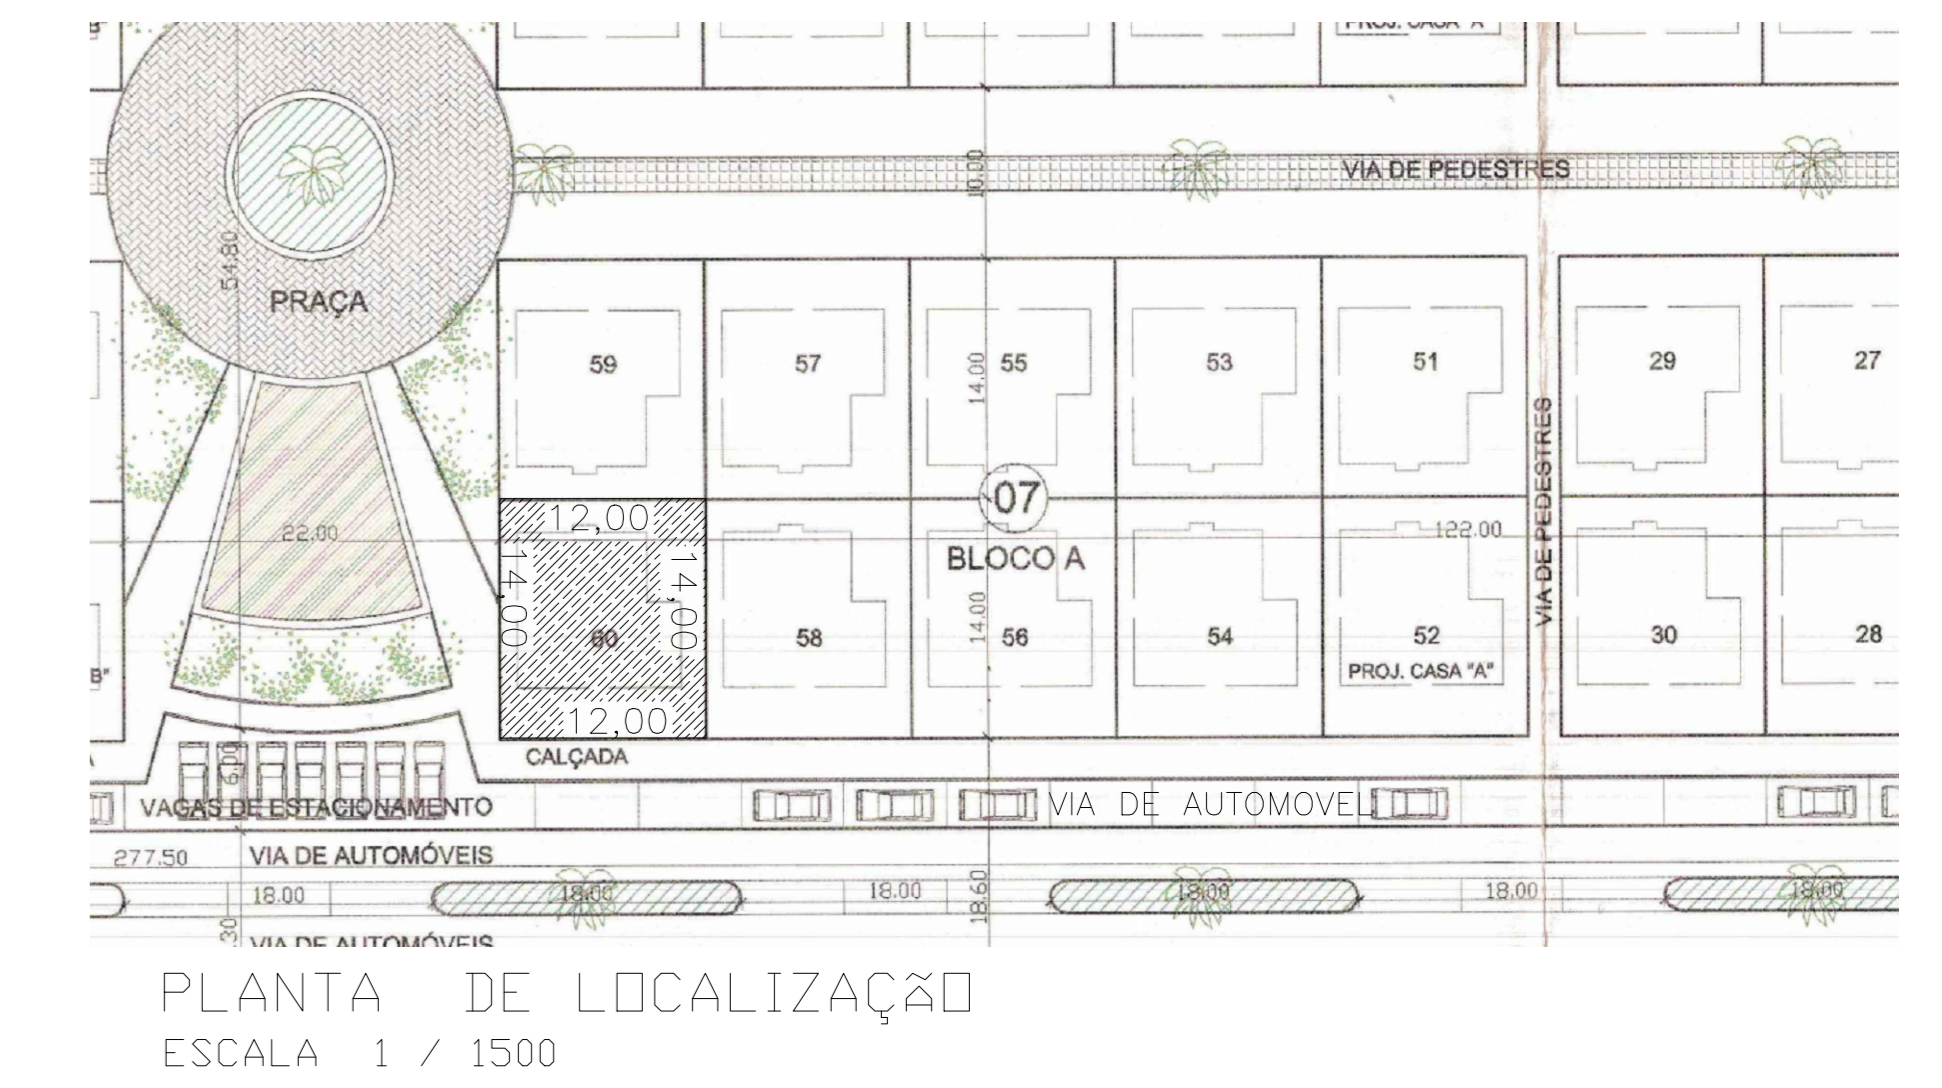 PROJ. CASA "A"
10.00
VIA DE PEDESTRES
54.80
PRAÇA
59
57
55
53
51
29
27
14.00
VIA DE PEDESTRES
07
BLOCO A
22.00
122.00
12,00
14,00
14,00
60
58
14.00
56
54
52
30
28
PROJ. CASA "A"
B"
12,00
CALÇADA
6.00
VAGAS DE ESTACIONAMENTO
VIA DE AUTOMOVEL
277.50
VIA DE AUTOMÓVEIS
18.00
18.00
18.00
18.60
18.00
18.00
18.00
.30
VIA DE AUTOMÓVEIS
PLANTA DE LOCALIZAÇÃO
ESCALA 1 / 1500